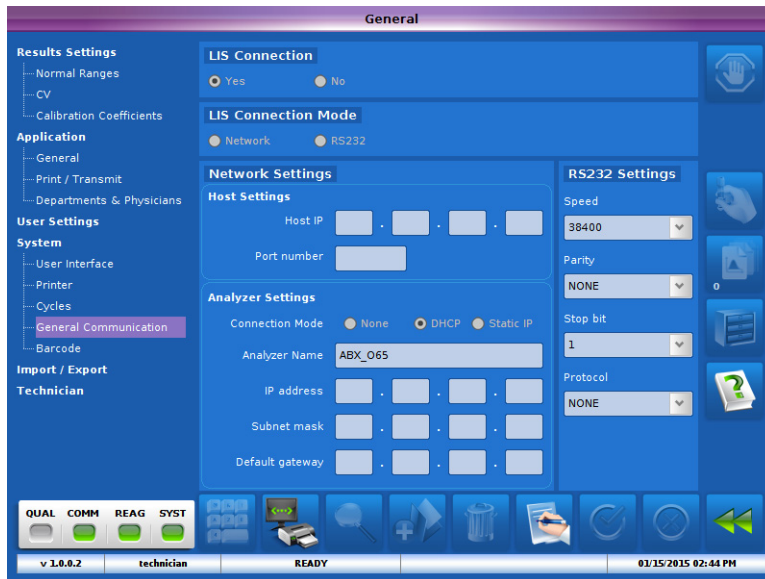 General
Results Settings
Normal Ranges
CV
Calibration Coefficients
Application
General
Print / Transmit
Departments & Physicians
User Settings
System
User Interface
Printer
Cycles
General Communication
Barcode
Import / Export
Technician
LIS Connection
Yes No
LIS Connection Mode
Network RS232
Network Settings
Host Settings
Host IP . . .
Port number
Analyzer Settings
Connection Mode None DHCP Static IP
Analyzer Name ABX_O65
IP address . . .
Subnet mask . . .
Default gateway . . .
RS232 Settings
Speed
38400
Parity
NONE
Stop bit
1
Protocol
NONE
0
?
QUAL COMM REAG SYST
v 1.0.0.2 technician READY 01/15/2015 02:44 PM